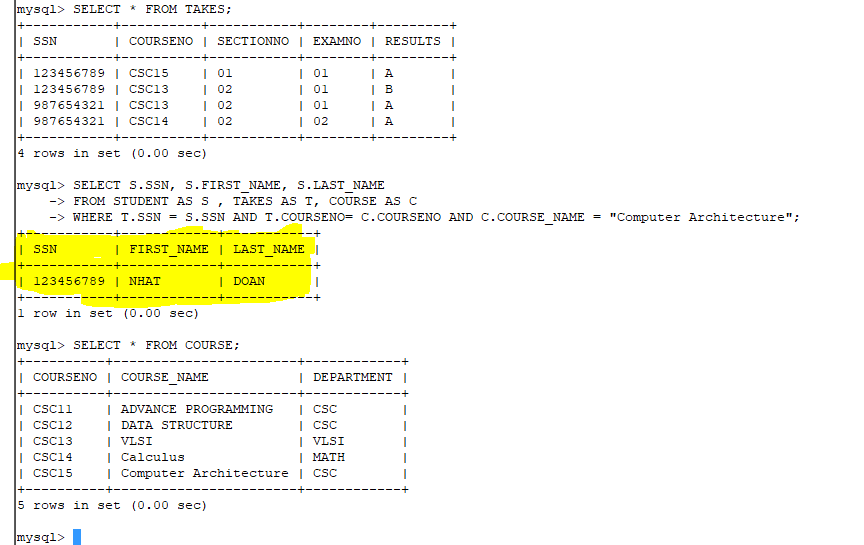 mysql> SELECT * FROM TAKES;
+-----------+----------+-----------+--------+---------+
| SSN       | COURSENO | SECTIONNO | EXAMNO | RESULTS |
+-----------+----------+-----------+--------+---------+
| 123456789 | CSC15    | 01        | 01     | A       |
| 123456789 | CSC13    | 02        | 01     | B       |
| 987654321 | CSC13    | 02        | 01     | A       |
| 987654321 | CSC14    | 02        | 02     | A       |
+-----------+----------+-----------+--------+---------+
4 rows in set (0.00 sec)
mysql> SELECT S.SSN, S.FIRST_NAME, S.LAST_NAME
    -> FROM STUDENT AS S , TAKES AS T, COURSE AS C
    -> WHERE T.SSN = S.SSN AND T.COURSENO= C.COURSENO AND C.COURSE_NAME = "Computer Architecture";
+-----------+------------+-----------+
| SSN       | FIRST_NAME | LAST_NAME |
+-----------+------------+-----------+
| 123456789 | NHAT       | DOAN      |
+-----------+------------+-----------+
1 row in set (0.00 sec)
mysql> SELECT * FROM COURSE;
+----------+-----------------------+------------+
| COURSENO | COURSE_NAME           | DEPARTMENT |
+----------+-----------------------+------------+
| CSC11    | ADVANCE PROGRAMMING   | CSC        |
| CSC12    | DATA STRUCTURE        | CSC        |
| CSC13    | VLSI                  | VLSI       |
| CSC14    | Calculus              | MATH       |
| CSC15    | Computer Architecture | CSC        |
+----------+-----------------------+------------+
5 rows in set (0.00 sec)
mysql>